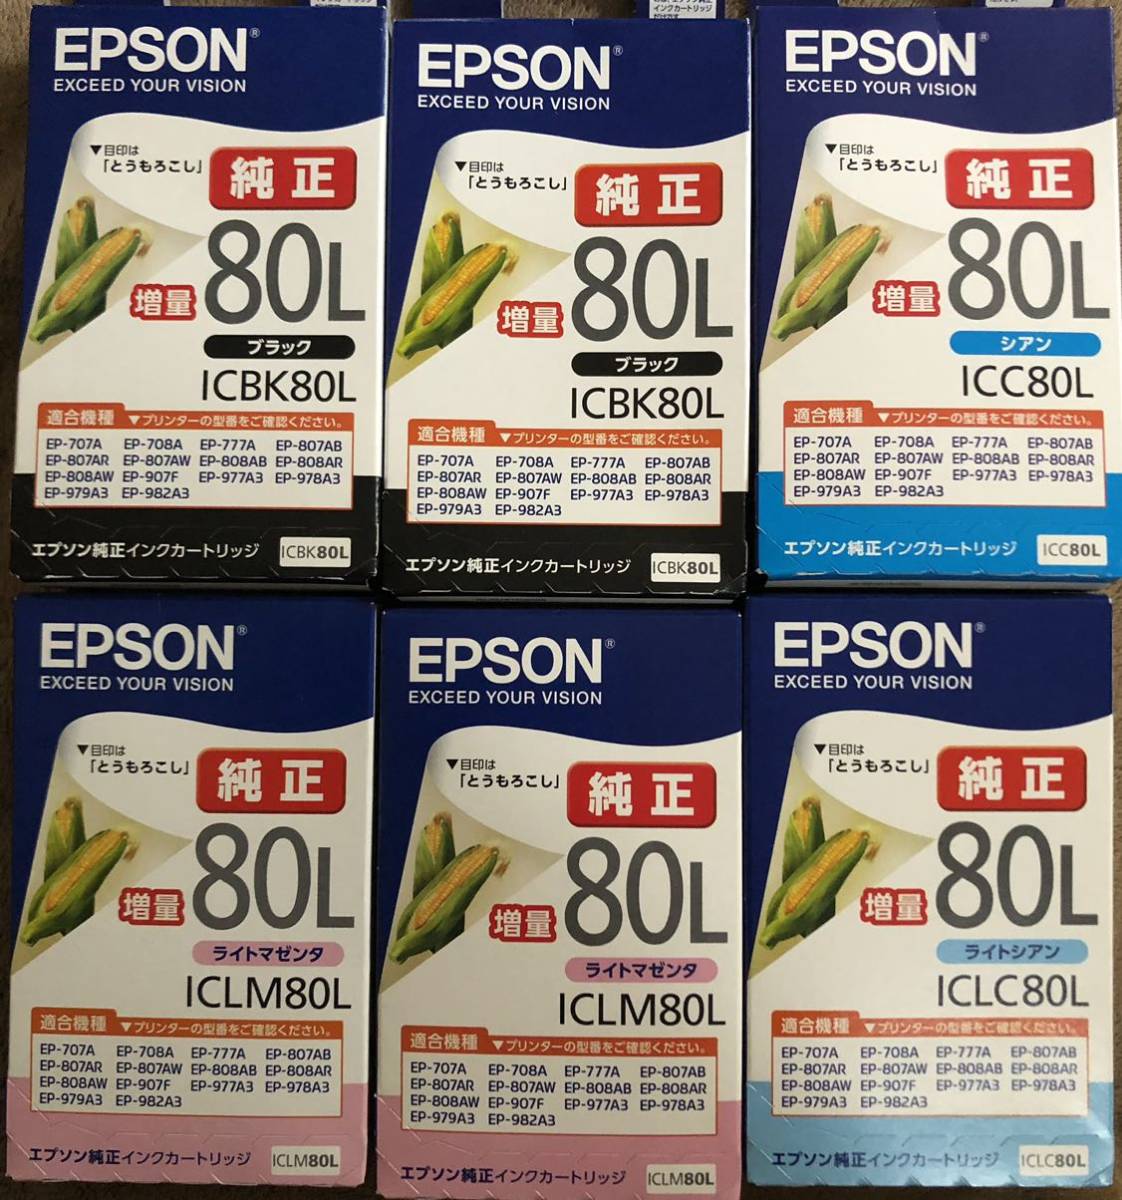 インクカートリッジ
EPSON®
EXCEED YOUR VISION
▼目印は
「とうもろこし」
純正
増量
80L
ブラック
ICBK80L
適合機種 ▼プリンターの型番をご確認ください。
EP-707A EP-708A EP-777A EP-807AB
EP-807AR EP-807AW EP-808AB EP-808AR
EP-808AW EP-907F EP-977A3 EP-978A3
EP-979A3 EP-982A3
エプソン純正インクカートリッジ ICBK80L
EPSON®
EXCEED YOUR VISION
▼目印は
「とうもろこし」
純正
増量
80L
ブラック
ICBK80L
適合機種 ▼プリンターの型番をご確認ください。
EP-707A EP-708A EP-777A EP-807AB
EP-807AR EP-807AW EP-808AB EP-808AR
EP-808AW EP-907F EP-977A3 EP-978A3
EP-979A3 EP-982A3
エプソン純正インクカートリッジ ICBK80L
EPSON®
EXCEED YOUR VISION
▼目印は
「とうもろこし」
純正
増量
80L
シアン
ICC80L
適合機種 ▼プリンターの型番をご確認ください。
EP-707A EP-708A EP-777A EP-807AB
EP-807AR EP-807AW EP-808AB EP-808AR
EP-808AW EP-907F EP-977A3 EP-978A3
EP-979A3 EP-982A3
エプソン純正インクカートリッジ ICC80L
EPSON®
EXCEED YOUR VISION
▼目印は
「とうもろこし」
純正
増量
80L
ライトマゼンタ
ICLM80L
適合機種 ▼プリンターの型番をご確認ください。
EP-707A EP-708A EP-777A EP-807AB
EP-807AR EP-807AW EP-808AB EP-808AR
EP-808AW EP-907F EP-977A3 EP-978A3
EP-979A3 EP-982A3
エプソン純正インクカートリッジ ICLM80L
EPSON®
EXCEED YOUR VISION
▼目印は
「とうもろこし」
純正
増量
80L
ライトマゼンタ
ICLM80L
適合機種 ▼プリンターの型番をご確認ください。
EP-707A EP-708A EP-777A EP-807AB
EP-807AR EP-807AW EP-808AB EP-808AR
EP-808AW EP-907F EP-977A3 EP-978A3
EP-979A3 EP-982A3
エプソン純正インクカートリッジ ICLM80L
EPSON®
EXCEED YOUR VISION
▼目印は
「とうもろこし」
純正
増量
80L
ライトシアン
ICLC80L
適合機種 ▼プリンターの型番をご確認ください。
EP-707A EP-708A EP-777A EP-807AB
EP-807AR EP-807AW EP-808AB EP-808AR
EP-808AW EP-907F EP-977A3 EP-978A3
EP-979A3 EP-982A3
エプソン純正インクカートリッジ ICLC80L